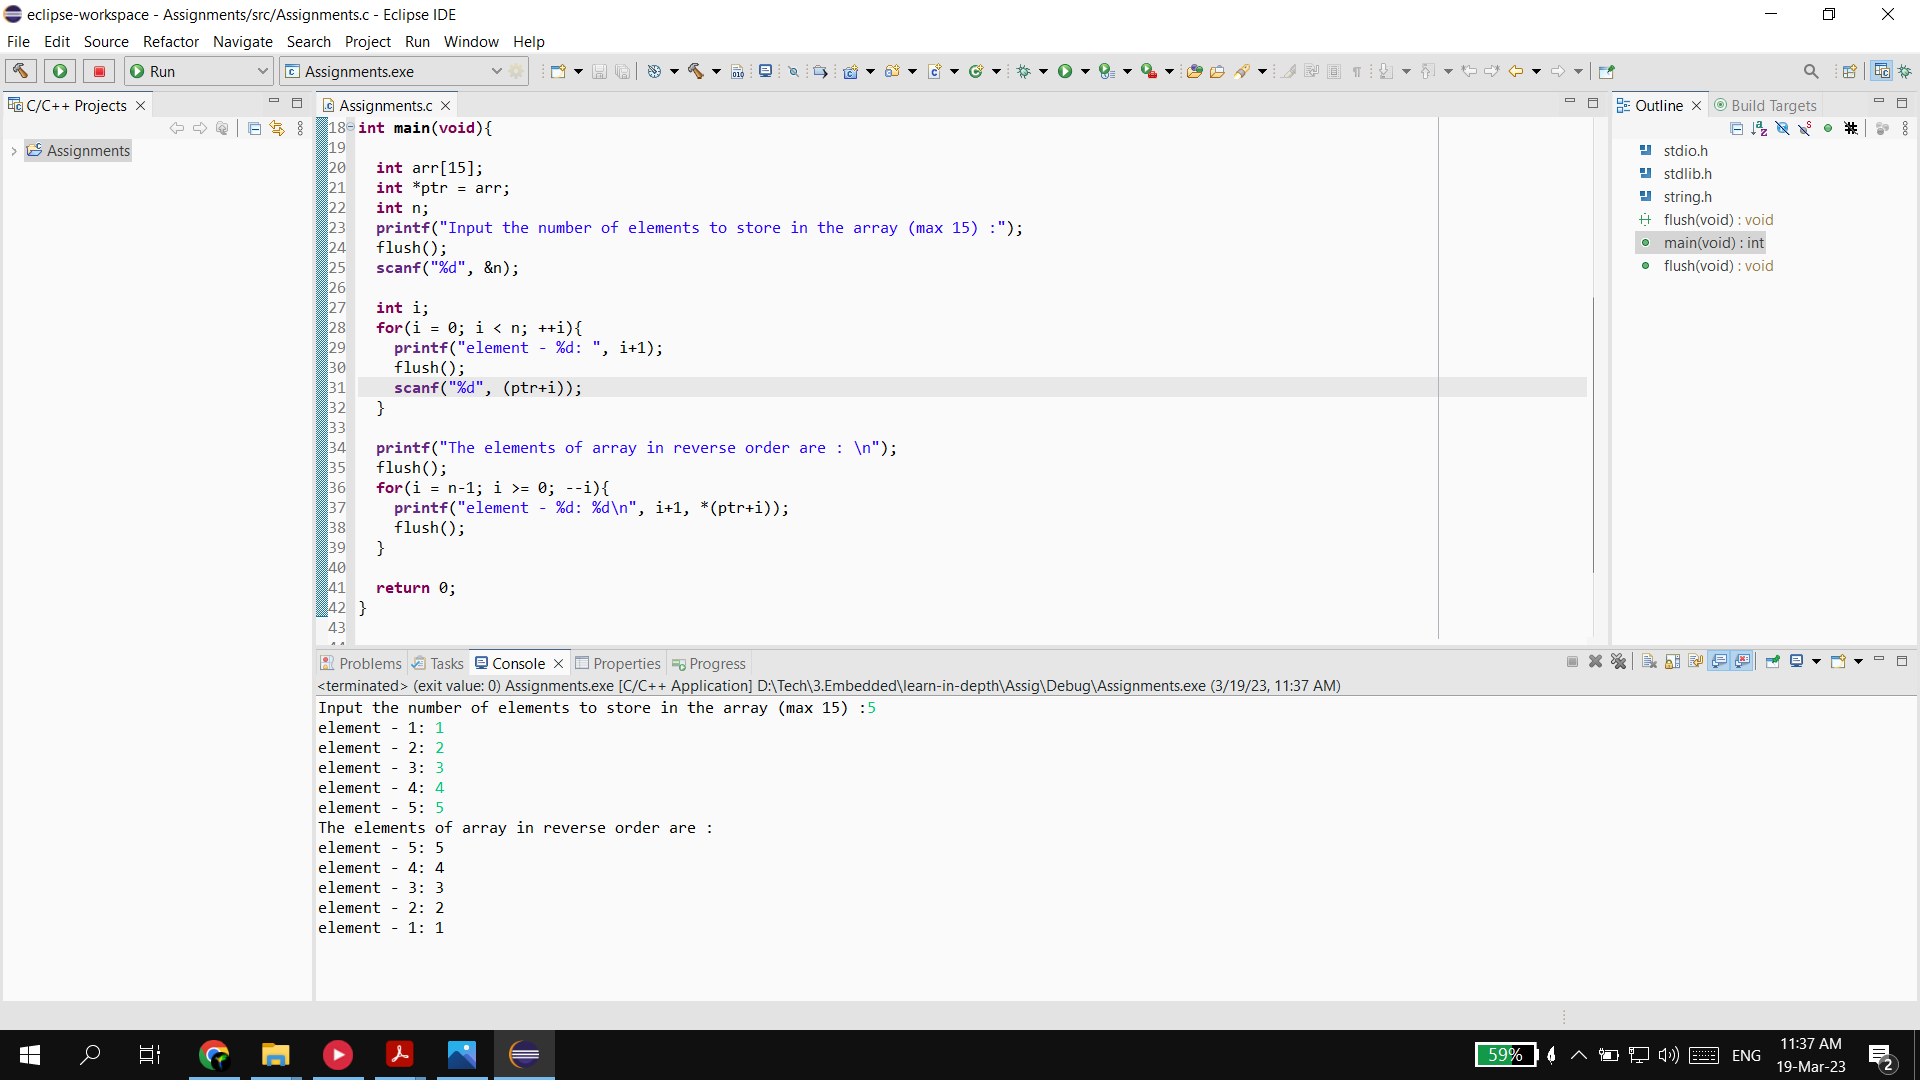 eclipse-workspace - Assignments/src/Assignments.c - Eclipse IDE
File Edit Source Refactor Navigate Search Project Run Window Help
Run
Assignments.exe
C/C++ Projects
Assignments
Assignments.c
18 int main(void){
19
20 int arr[15];
21 int *ptr = arr;
22 int n;
23 printf("Input the number of elements to store in the array (max 15) :");
24 flush();
25 scanf("%d", &n);
26
27 int i;
28 for(i = 0; i < n; ++i){
29 printf("element - %d: ", i+1);
30 flush();
31 scanf("%d", (ptr+i));
32 }
33
34 printf("The elements of array in reverse order are : \n");
35 flush();
36 for(i = n-1; i >= 0; --i){
37 printf("element - %d: %d\n", i+1, *(ptr+i));
38 flush();
39 }
40
41 return 0;
42 }
43
Outline
Build Targets
stdio.h
stdlib.h
string.h
flush(void) : void
main(void) : int
flush(void) : void
Problems Tasks Console Properties Progress
<terminated> (exit value: 0) Assignments.exe [C/C++ Application] D:\Tech\3.Embedded\learn-in-depth\Assig\Debug\Assignments.exe (3/19/23, 11:37 AM)
Input the number of elements to store in the array (max 15) :5
element - 1: 1
element - 2: 2
element - 3: 3
element - 4: 4
element - 5: 5
The elements of array in reverse order are :
element - 5: 5
element - 4: 4
element - 3: 3
element - 2: 2
element - 1: 1
59%
ENG
11:37 AM
19-Mar-23
2